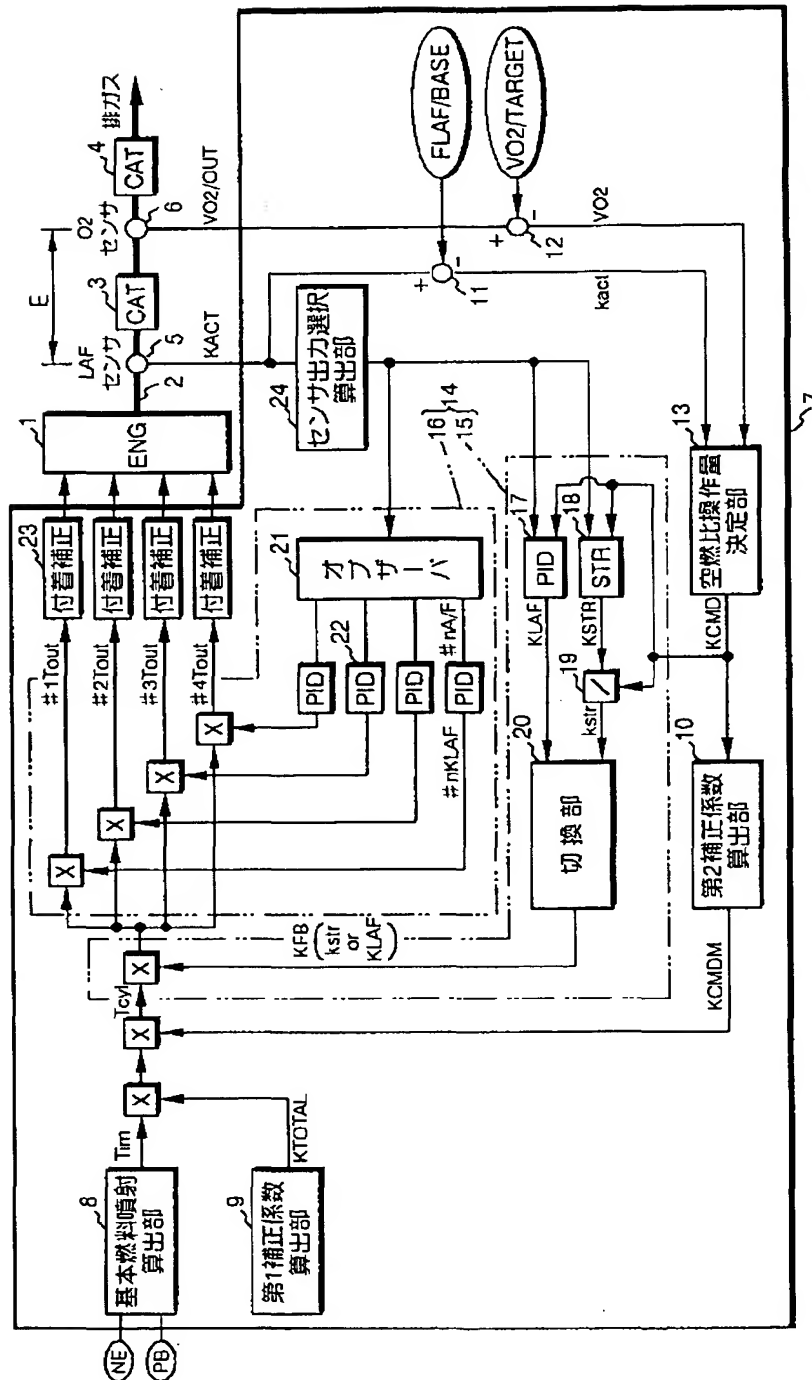 排ガス
4
CAT
O2
センサ
6
VO2/OUT
E
3
CAT
LAF
センサ
5
KACT
2
1
ENG
FLAF/BASE
VO2/TARGET
+
-
11
kact
+
-
12
VO2
24
センサ出力選択
算出部
23
付着補正
付着補正
付着補正
付着補正
#1Tout
#2Tout
#3Tout
#4Tout
16
14
15
21
オブザーバ
22
PID
PID
PID
PID
#nA/F
#nKLAF
X
X
X
X
17
PID
18
STR
KLAF
KSTR
19
kstr
20
切換部
13
空燃比操作量
決定部
KCMD
10
第2補正係数
算出部
KCMDM
7
KFB
(kstr
or
KLAF)
X
Tcyl
X
X
Tim
KTOTAL
8
基本燃料噴射
算出部
9
第1補正係数
算出部
NE
PB